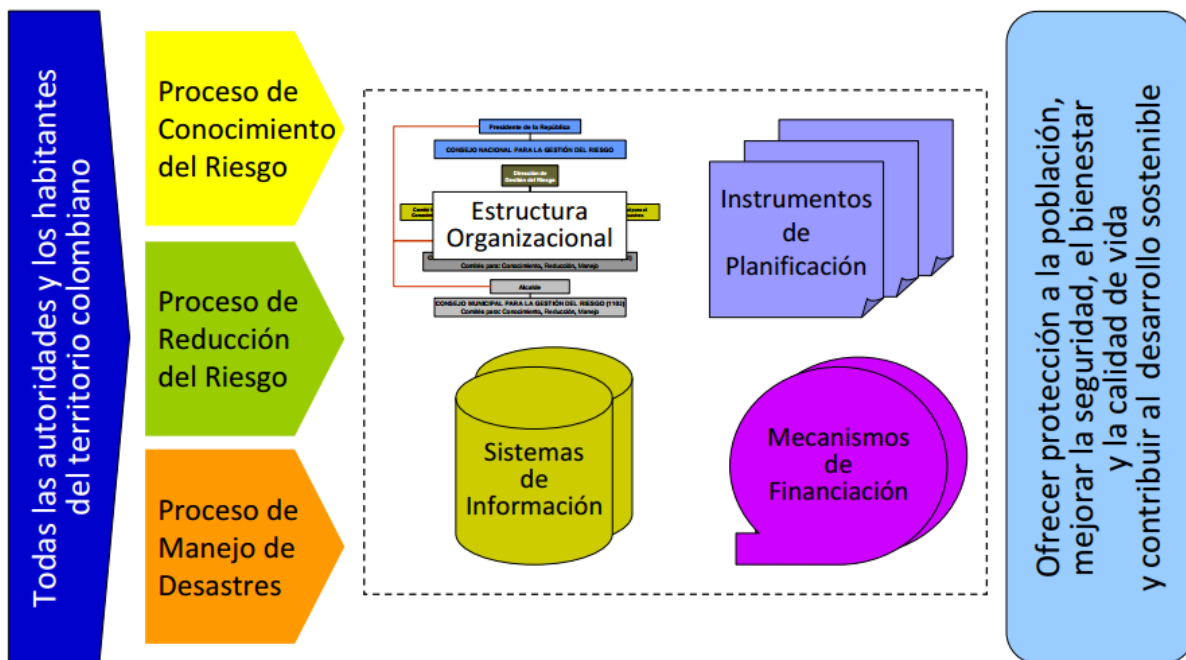 Todas las autoridades y los habitantes
del territorio colombiano
Proceso de
Conocimiento
del Riesgo
Proceso de
Reducción
del Riesgo
Proceso de
Manejo de
Desastres
Presidente de la República
CONSEJO NACIONAL PARA LA GESTIÓN DEL RIESGO
Dirección de
Gestión del Riesgo
Estructura
Organizacional
Comités para: Conocimiento, Reducción, Manejo
Alcalde
CONSEJO MUNICIPAL PARA LA GESTIÓN DEL RIESGO [1102]
Comités para: Conocimiento, Reducción, Manejo
Instrumentos
de
Planificación
Sistemas
de
Información
Mecanismos
de
Financiación
Ofrecer protección a la población,
mejorar la seguridad, el bienestar
y la calidad de vida
y contribuir al desarrollo sostenible